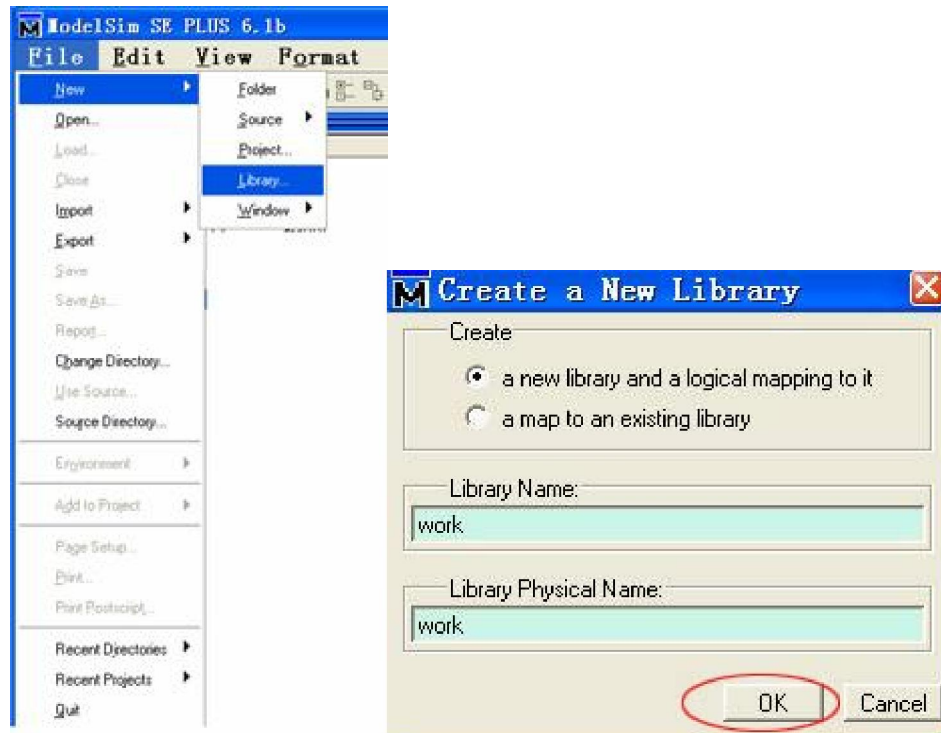 ModelSim SE PLUS 6.1b
File Edit View Format
New
Folder
Open...
Source
Load...
Project...
Close
Library...
Import
Window
Export
Save
Save As...
Report...
Change Directory...
Use Source...
Source Directory...
Environment
Add to Project
Page Setup...
Print...
Print Postscript...
Recent Directories
Recent Projects
Quit
Create a New Library
Create
a new library and a logical mapping to it
a map to an existing library
Library Name:
work
Library Physical Name:
work
OK Cancel